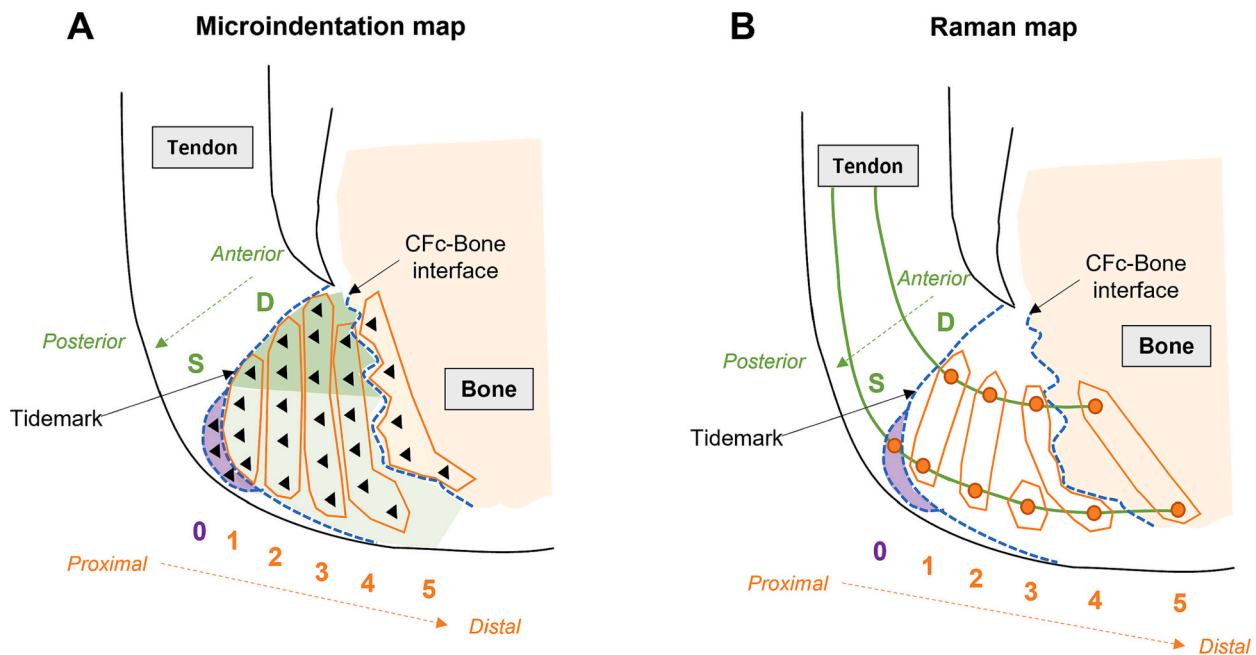 A
Microindentation map
Tendon
Anterior
CFc-Bone
interface
D
Posterior
S
Bone
Tidemark
0
1
2
3
4
5
Proximal
Distal
B
Raman map
Tendon
Anterior
CFc-Bone
interface
D
Posterior
S
Bone
Tidemark
0
1
2
3
4
5
Proximal
Distal